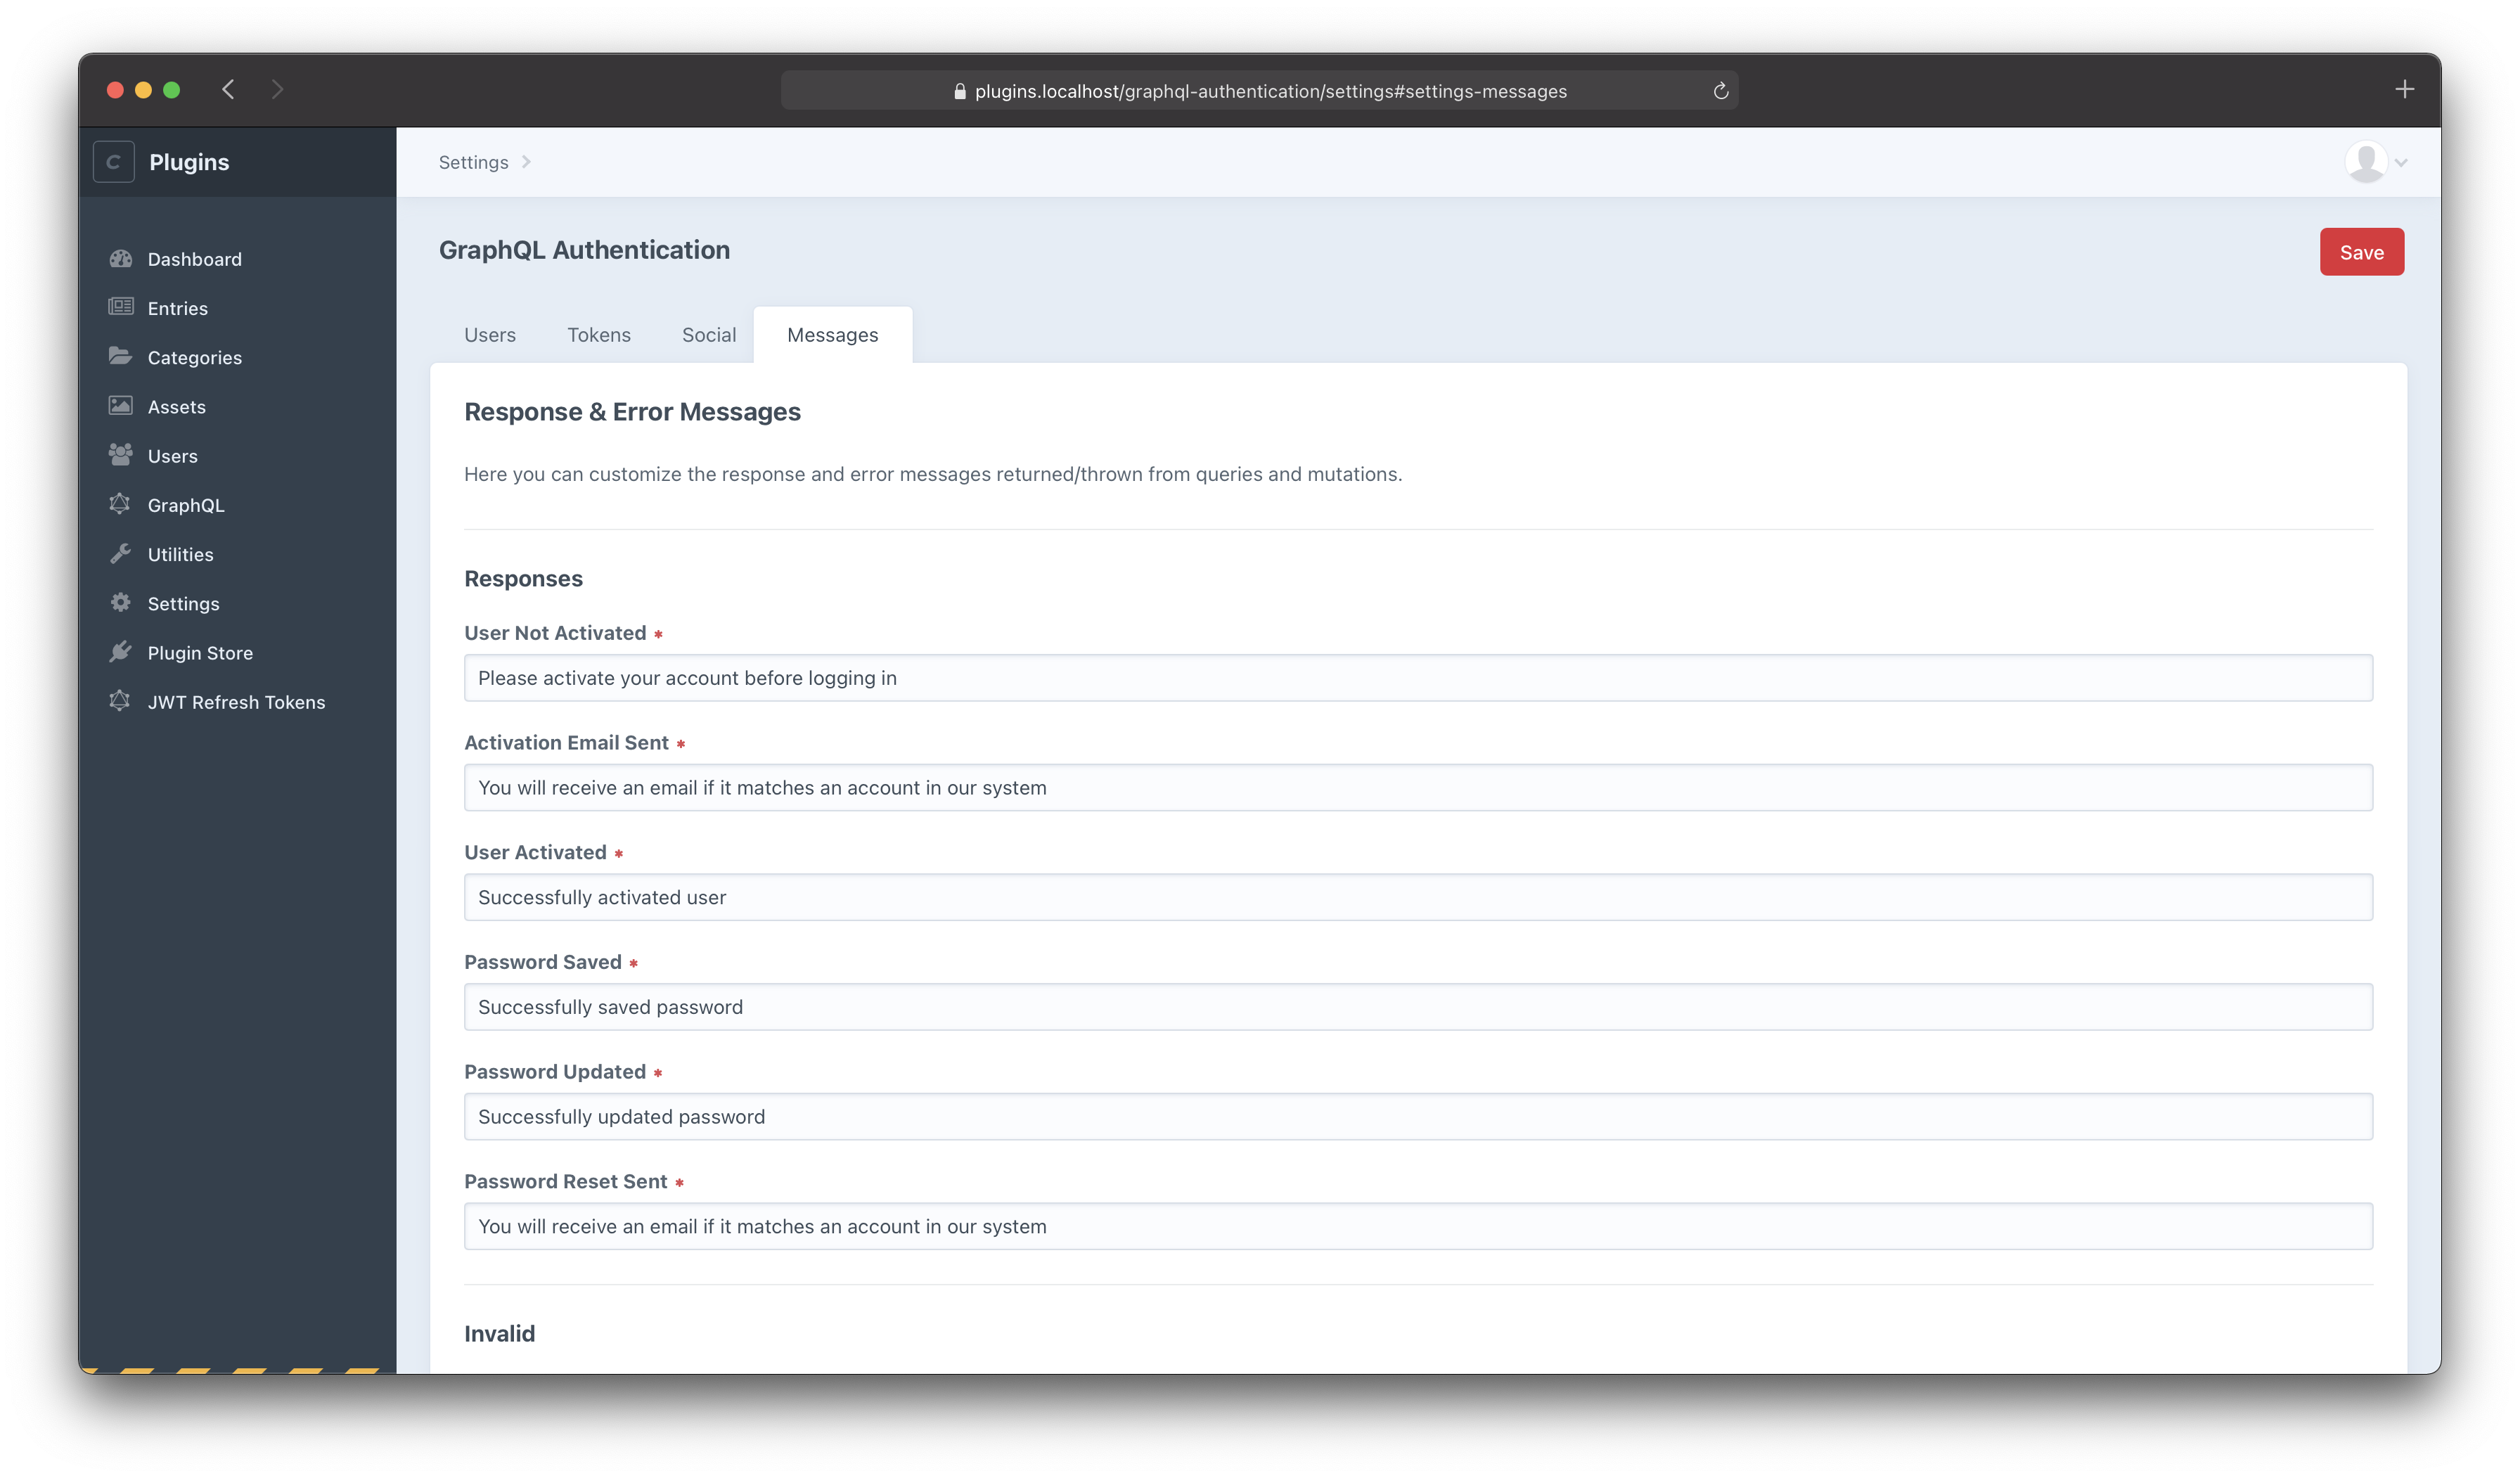 plugins.localhost/graphql-authentication/settings#settings-messages
C Plugins
Settings
Dashboard
Entries
Categories
Assets
Users
GraphQL
Utilities
Settings
Plugin Store
JWT Refresh Tokens
GraphQL Authentication
Save
Users Tokens Social Messages
Response & Error Messages
Here you can customize the response and error messages returned/thrown from queries and mutations.
Responses
User Not Activated *
Please activate your account before logging in
Activation Email Sent *
You will receive an email if it matches an account in our system
User Activated *
Successfully activated user
Password Saved *
Successfully saved password
Password Updated *
Successfully updated password
Password Reset Sent *
You will receive an email if it matches an account in our system
Invalid